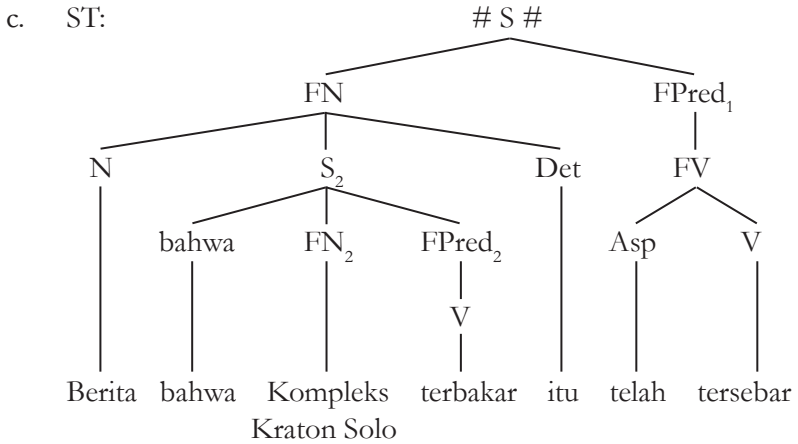 c. ST: # S #
FN FPred₁
N S₂ Det FV
bahwa FN₂ FPred₂ Asp V
V
Berita bahwa Kompleks terbakar itu telah tersebar
Kraton Solo